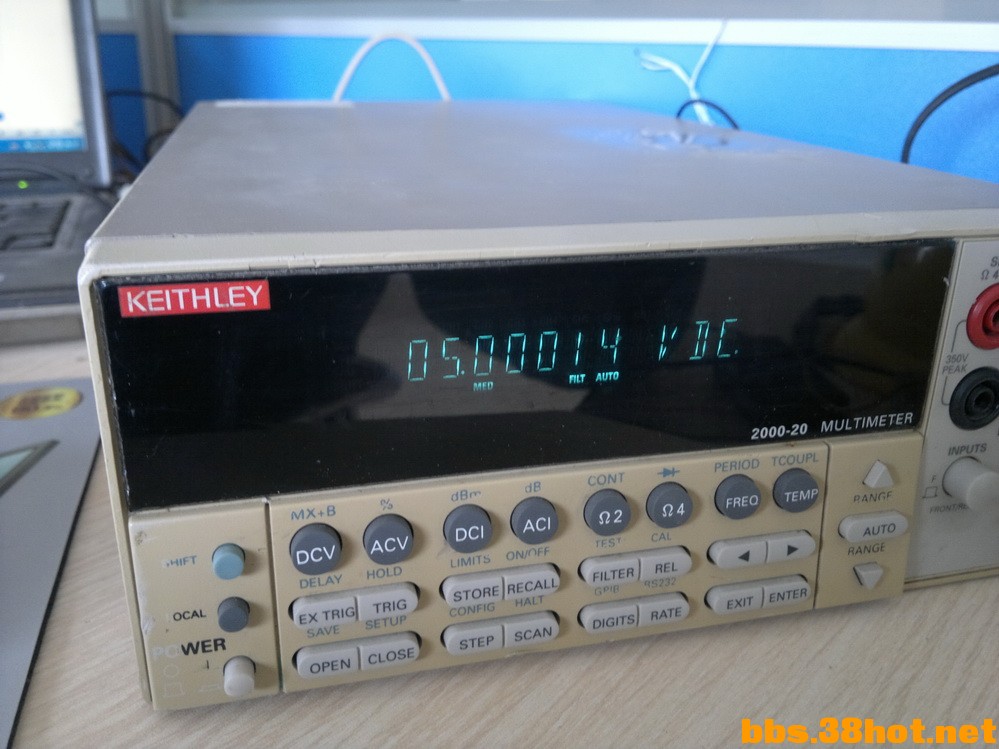 KEITHLEY
05.00014 VDC
MED FILT AUTO
2000-20 MULTIMETER
350V
PEAK
INPUTS
MX+B % dBm dB CONT PERIOD TCOUPL
DCV ACV DCI ACI Ω2 Ω4 FREQ TEMP
DELAY HOLD LIMITS ON/OFF TEST CAL
EX TRIG TRIG STORE RECALL FILTER REL
SAVE SETUP CONFIG HALT GPIB RS232
OPEN CLOSE STEP SCAN DIGITS RATE EXIT ENTER
RANGE
AUTO
RANGE
HIFT
OCAL
POWER
bbs.38hot.net